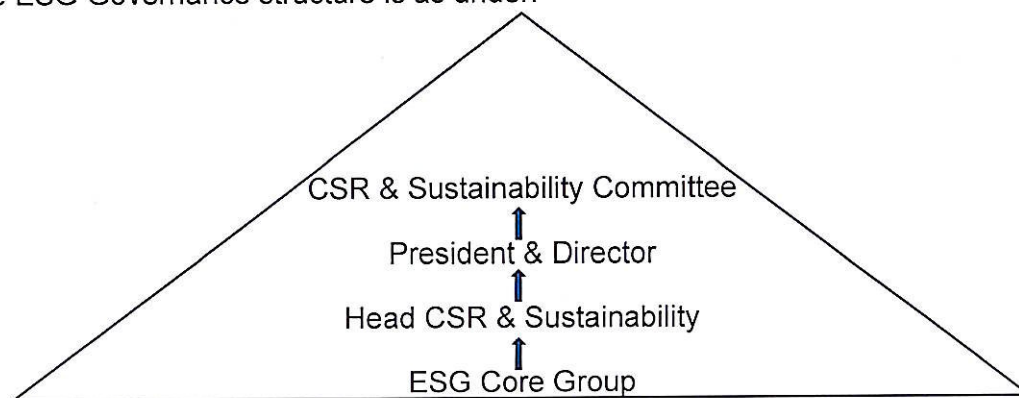 ESG Governance structure is as under:
CSR & Sustainability Committee
President & Director
Head CSR & Sustainability
ESG Core Group